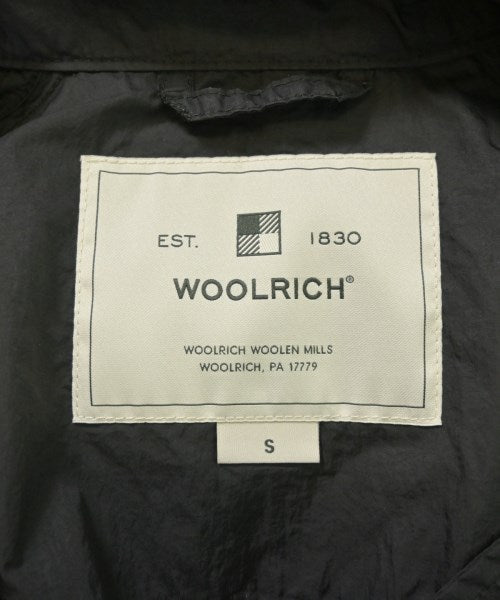 EST. 1830
WOOLRICH®
WOOLRICH WOOLEN MILLS
WOOLRICH, PA 17779
S